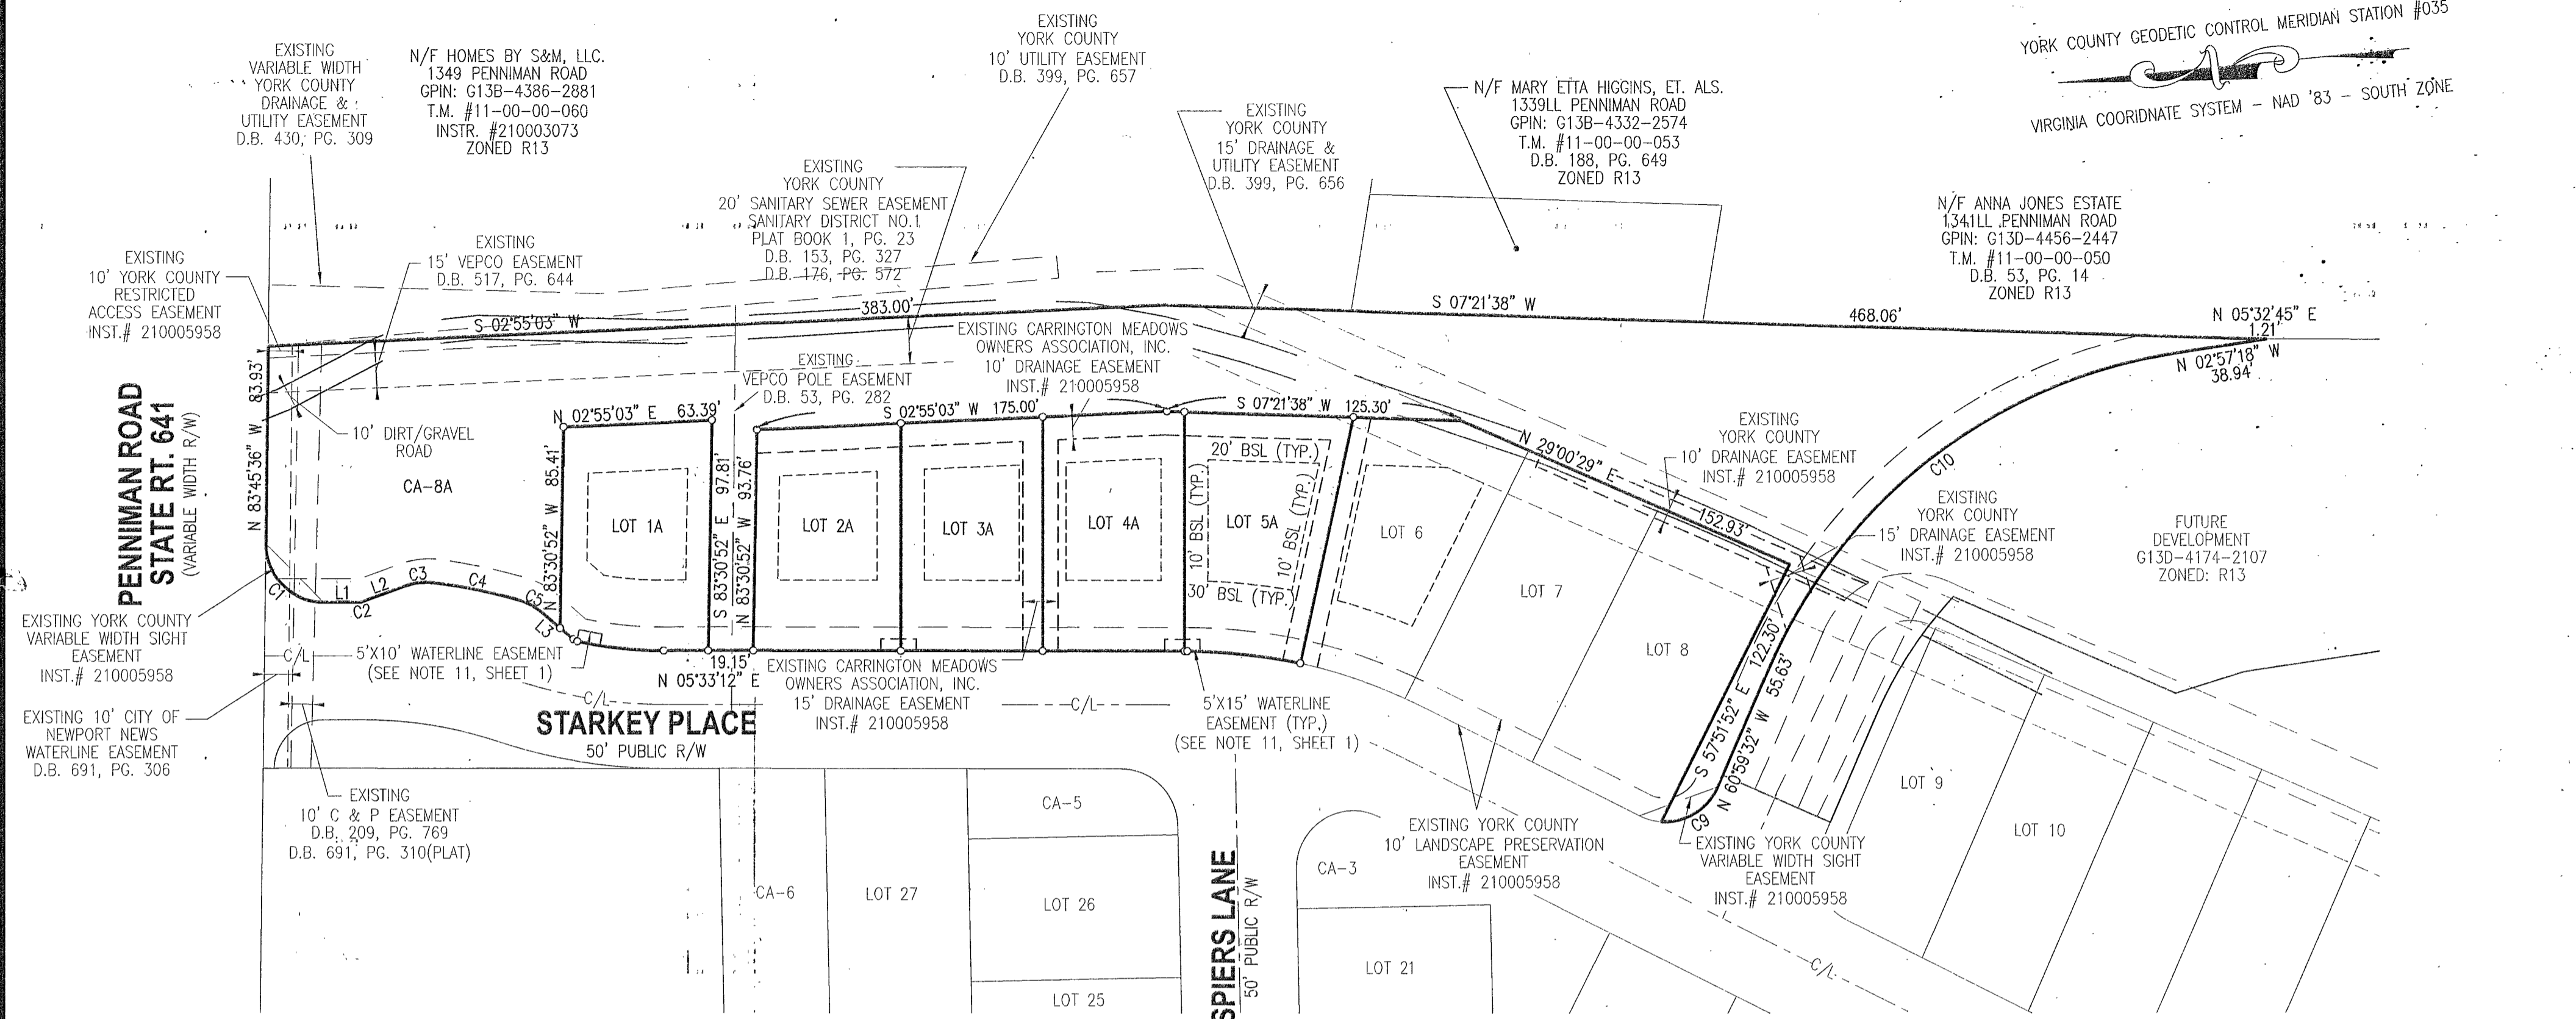 YORK COUNTY GEODETIC CONTROL MERIDIAN STATION #035
VIRGINIA COORIDNATE SYSTEM – NAD '83 – SOUTH ZONE
EXISTING
VARIABLE WIDTH
YORK COUNTY
DRAINAGE &
UTILITY EASEMENT
D.B. 430, PG. 309
N/F HOMES BY S&M, LLC.
1349 PENNIMAN ROAD
GPIN: G13B-4386-2881
T.M. #11-00-00-060
INSTR. #210003073
ZONED R13
EXISTING
YORK COUNTY
10' UTILITY EASEMENT
D.B. 399, PG. 657
EXISTING
YORK COUNTY
20' SANITARY SEWER EASEMENT
SANITARY DISTRICT NO.1
PLAT BOOK 1, PG. 23
D.B. 153, PG. 327
D.B. 176, PG. 572
EXISTING
YORK COUNTY
15' DRAINAGE &
UTILITY EASEMENT
D.B. 399, PG. 656
N/F MARY ETTA HIGGINS, ET. ALS.
1339LL PENNIMAN ROAD
GPIN: G13B-4332-2574
T.M. #11-00-00-053
D.B. 188, PG. 649
ZONED R13
N/F ANNA JONES ESTATE
1341LL PENNIMAN ROAD
GPIN: G13D-4456-2447
T.M. #11-00-00-050
D.B. 53, PG. 14
ZONED R13
EXISTING
10' YORK COUNTY
RESTRICTED
ACCESS EASEMENT
INST.# 210005958
EXISTING
15' VEPCO EASEMENT
D.B. 517, PG. 644
S 02°55'03" W
383.00'
S 07°21'38" W
468.06'
N 05°32'45" E
1.21'
N 02°57'18" W
38.94'
EXISTING CARRINGTON MEADOWS
OWNERS ASSOCIATION, INC.
10' DRAINAGE EASEMENT
INST.# 210005958
EXISTING
VEPCO POLE EASEMENT
D.B. 53, PG. 282
PENNIMAN ROAD
STATE RT. 641
(VARIABLE WIDTH R/W)
N 83°45'36" W 83.93'
10' DIRT/GRAVEL
ROAD
CA-8A
N 02°55'03" E 63.39'
S 02°55'03" W 175.00'
S 07°21'38" W 125.30'
N 83°30'52" W 85.41'
S 83°30'52" E 97.81'
N 83°30'52" W 93.76'
LOT 1A
LOT 2A
LOT 3A
LOT 4A
LOT 5A
20' BSL (TYP.)
10' BSL (TYP.)
10' BSL (TYP.)
30' BSL (TYP.)
LOT 6
LOT 7
LOT 8
N 29°00'29" E
152.93'
EXISTING
YORK COUNTY
10' DRAINAGE EASEMENT
INST.# 210005958
C10
EXISTING
YORK COUNTY
15' DRAINAGE EASEMENT
INST.# 210005958
FUTURE
DEVELOPMENT
G13D-4174-2107
ZONED: R13
C1
L1
C2
L2
C3
C4
C5
L3
EXISTING YORK COUNTY
VARIABLE WIDTH SIGHT
EASEMENT
INST.# 210005958
C/L
5'X10' WATERLINE EASEMENT
(SEE NOTE 11, SHEET 1)
19.15'
N 05°33'12" E
EXISTING CARRINGTON MEADOWS
OWNERS ASSOCIATION, INC.
15' DRAINAGE EASEMENT
INST.# 210005958
C/L
C/L
STARKEY PLACE
50' PUBLIC R/W
5'X15' WATERLINE
EASEMENT (TYP.)
(SEE NOTE 11, SHEET 1)
S 57°51'52" E 122.30'
N 60°59'32" W 55.63'
C9
EXISTING 10' CITY OF
NEWPORT NEWS
WATERLINE EASEMENT
D.B. 691, PG. 306
EXISTING
10' C & P EASEMENT
D.B. 209, PG. 769
D.B. 691, PG. 310(PLAT)
CA-5
CA-6
LOT 27
LOT 26
LOT 25
SPIERS LANE
50' PUBLIC R/W
CA-3
LOT 21
EXISTING YORK COUNTY
10' LANDSCAPE PRESERVATION
EASEMENT
INST.# 210005958
EXISTING YORK COUNTY
VARIABLE WIDTH SIGHT
EASEMENT
INST.# 210005958
LOT 9
LOT 10
C/L